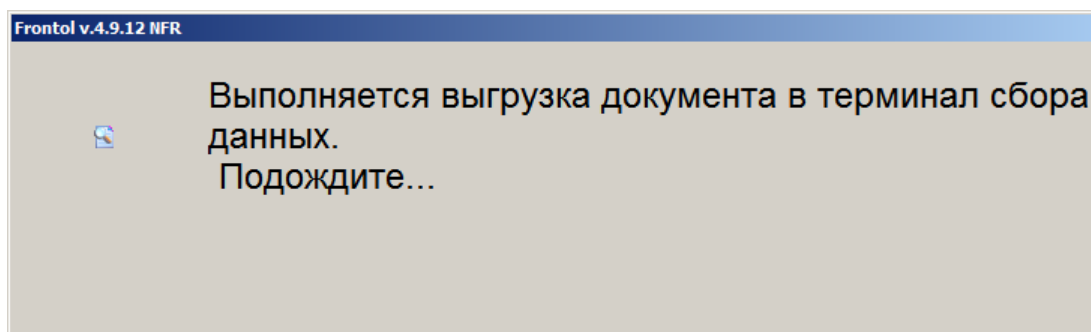 Frontol v.4.9.12 NFR
Выполняется выгрузка документа в терминал сбора
данных.
Подождите...